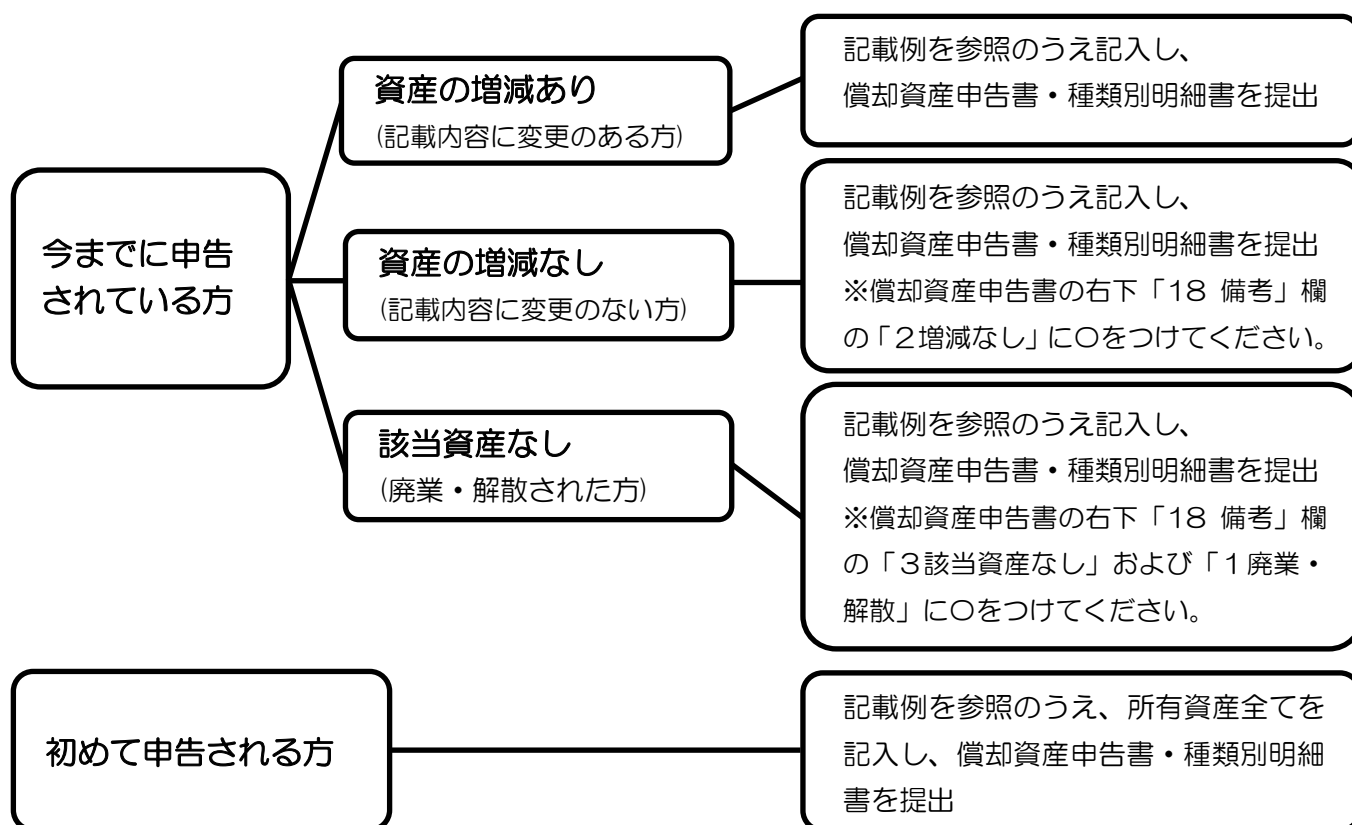 今までに申告
されている方
資産の増減あり
(記載内容に変更のある方)
記載例を参照のうえ記入し、
償却資産申告書・種類別明細書を提出
資産の増減なし
(記載内容に変更のない方)
記載例を参照のうえ記入し、
償却資産申告書・種類別明細書を提出
※償却資産申告書の右下「18 備考」欄
の「２増減なし」に〇をつけてください。
該当資産なし
(廃業・解散された方)
記載例を参照のうえ記入し、
償却資産申告書・種類別明細書を提出
※償却資産申告書の右下「18 備考」欄
の「３該当資産なし」および「１廃業・
解散」に〇をつけてください。
初めて申告される方
記載例を参照のうえ、所有資産全てを
記入し、償却資産申告書・種類別明細
書を提出